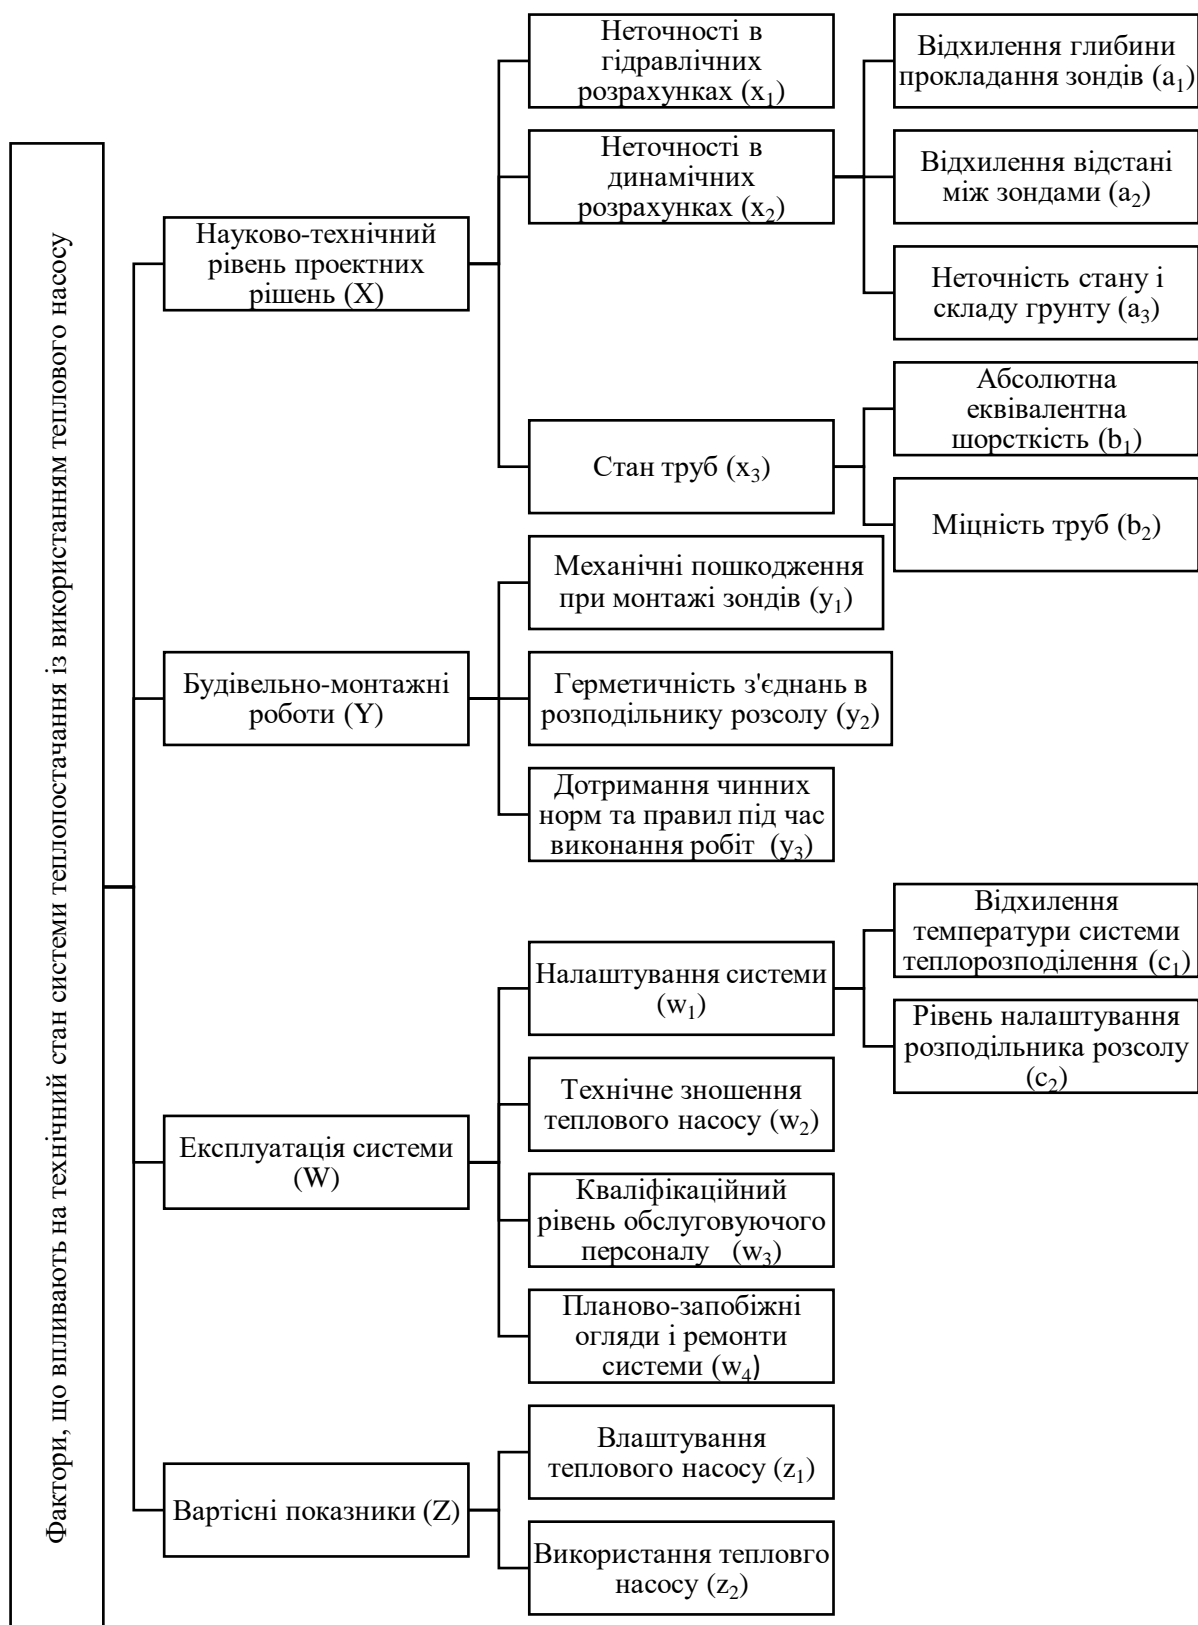 Фактори, що впливають на технічний стан системи теплопостачання із використанням теплового насосу
Науково-технічний
рівень проектних
рішень (X)
Неточності в
гідравлічних
розрахунках (x₁)
Неточності в
динамічних
розрахунках (x₂)
Відхилення глибини
прокладання зондів (a₁)
Відхилення відстані
між зондами (a₂)
Неточність стану і
складу грунту (a₃)
Стан труб (x₃)
Абсолютна
еквівалентна
шорсткість (b₁)
Міцність труб (b₂)
Будівельно-монтажні
роботи (Y)
Механічні пошкодження
при монтажі зондів (y₁)
Герметичність з'єднань в
розподільнику розсолу (y₂)
Дотримання чинних
норм та правил під час
виконання робіт (y₃)
Експлуатація системи
(W)
Налаштування системи
(w₁)
Відхилення
температури системи
теплорозподілення (c₁)
Рівень налаштування
розподільника розсолу
(c₂)
Технічне зношення
теплового насосу (w₂)
Кваліфікаційний
рівень обслуговуючого
персоналу (w₃)
Планово-запобіжні
огляди і ремонти
системи (w₄)
Вартісні показники (Z)
Влаштування
теплового насосу (z₁)
Використання тепловго
насосу (z₂)